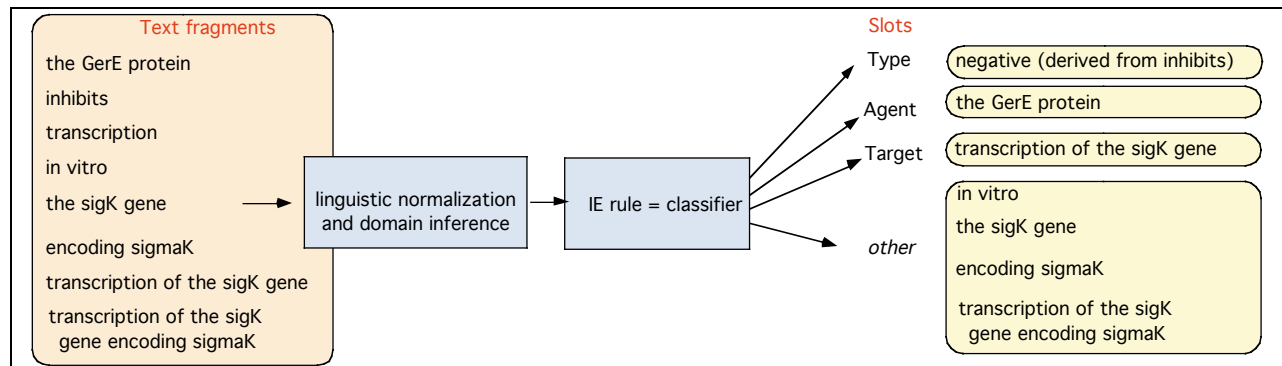 Text fragments
the GerE protein
inhibits
transcription
in vitro
the sigK gene
encoding sigmaK
transcription of the sigK gene
transcription of the sigK
gene encoding sigmaK
linguistic normalization
and domain inference
IE rule = classifier
Slots
Type
negative (derived from inhibits)
Agent
the GerE protein
Target
transcription of the sigK gene
other
in vitro
the sigK gene
encoding sigmaK
transcription of the sigK
gene encoding sigmaK